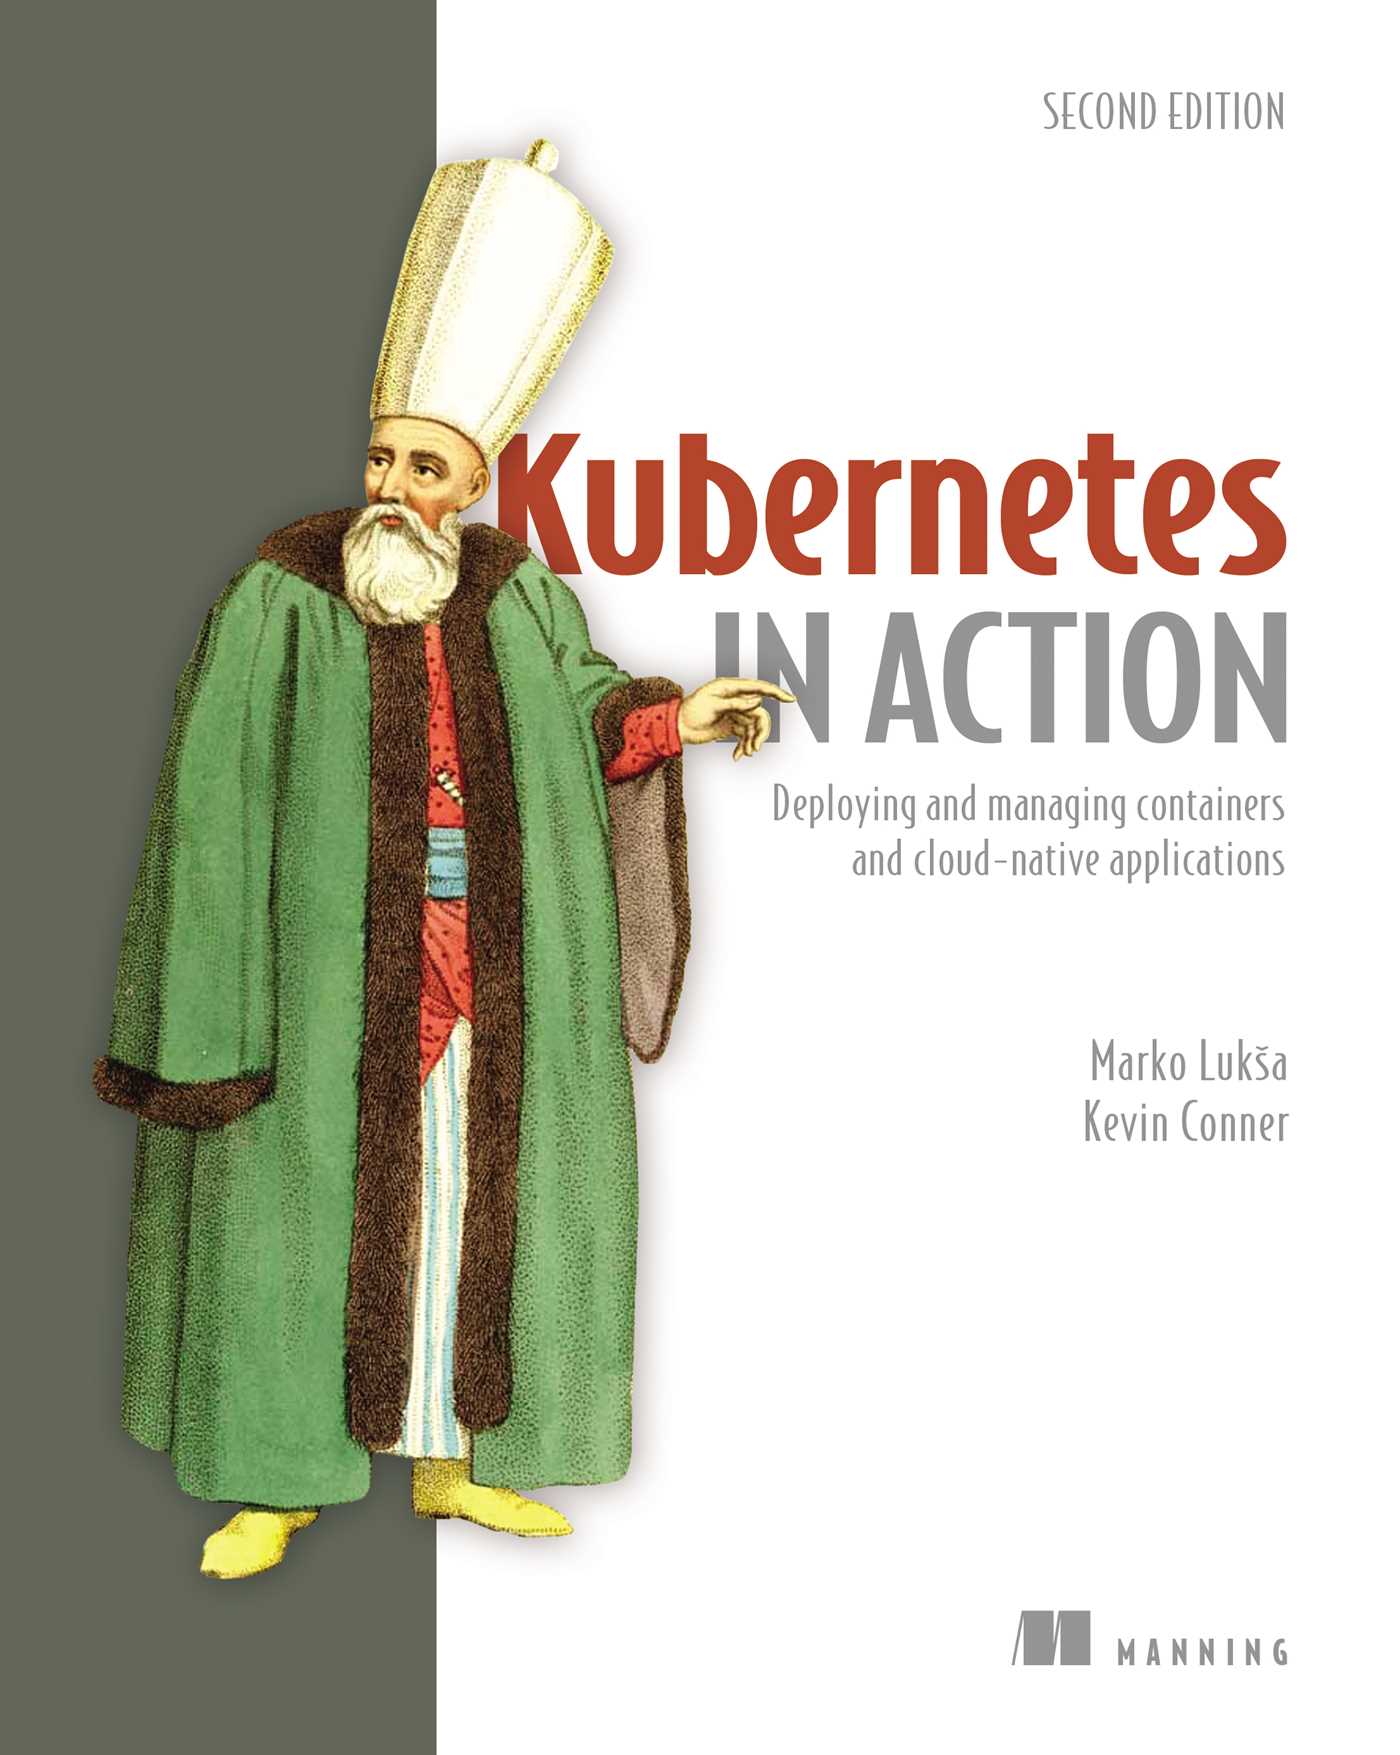 SECOND EDITION
Kubernetes
IN ACTION
Deploying and managing containers
and cloud-native applications
Marko Lukša
Kevin Conner
MANNING